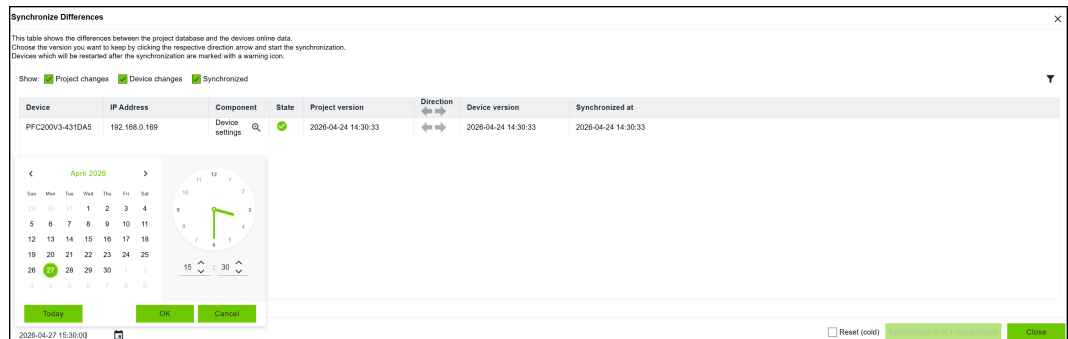 Synchronize Differences
This table shows the differences between the project database and the devices online data.
Choose the version you want to keep by clicking the respective direction arrow and start the synchronization.
Devices which will be restarted after the synchronization are marked with a warning icon.
Show: Project changes Device changes Synchronized
Device IP Address Component State Project version Direction Device version Synchronized at
PFC200V3-431DA5 192.168.0.169 Device settings 2026-04-24 14:30:33 2026-04-24 14:30:33 2026-04-24 14:30:33
April 2026
Sun Mon Tue Wed Thu Fri Sat
29 30 31 1 2 3 4
5 6 7 8 9 10 11
12 13 14 15 16 17 18
19 20 21 22 23 24 25
26 27 28 29 30 1 2
3 4 5 6 7 8 9
12 1 2 3 4 5 6 7 8 9 10 11
15 : 30
Today OK Cancel
2026-04-27 15:30:00
Reset (cold) Synchronize 0 of 1 components Close